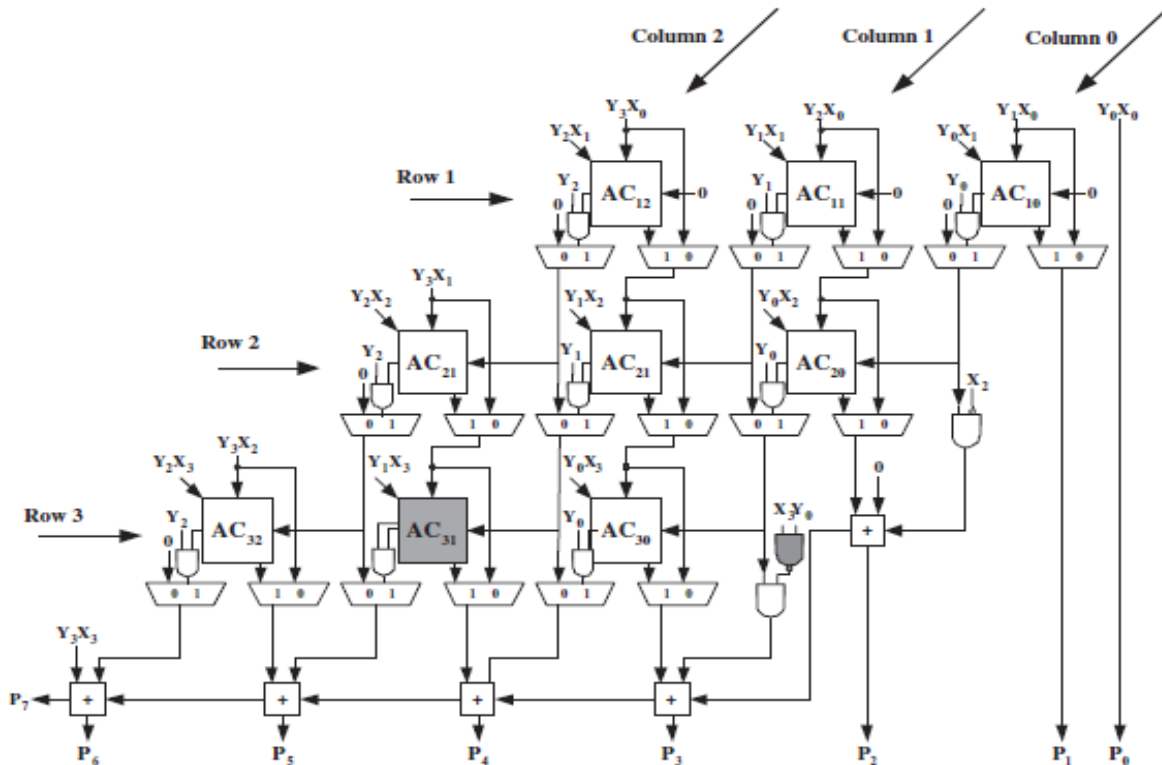 Column 2 Column 1 Column 0
Y₃X₀ Y₂X₀ Y₁X₀ Y₀X₀
Y₂X₁ Y₁X₁ Y₀X₁
Row 1 0 Y₂ AC₁₂ 0 0 Y₁ AC₁₁ 0 0 Y₀ AC₁₀ 0
0 1 1 0 0 1 1 0 0 1 1 0
Y₃X₁
Y₂X₂ Y₁X₂ Y₀X₂
Row 2 0 Y₂ AC₂₁ Y₁ AC₂₁ Y₀ AC₂₀
X₂
0 1 1 0 0 1 1 0 0 1 1 0
Y₃X₂
Y₂X₃ Y₁X₃ Y₀X₃ 0
Row 3 0 Y₂ AC₃₂ AC₃₁ Y₀ AC₃₀ X₃Y₀ +
0 1 1 0 0 1 1 0 0 1 1 0
Y₃X₃
P₇ + + + +
P₆ P₅ P₄ P₃ P₂ P₁ P₀